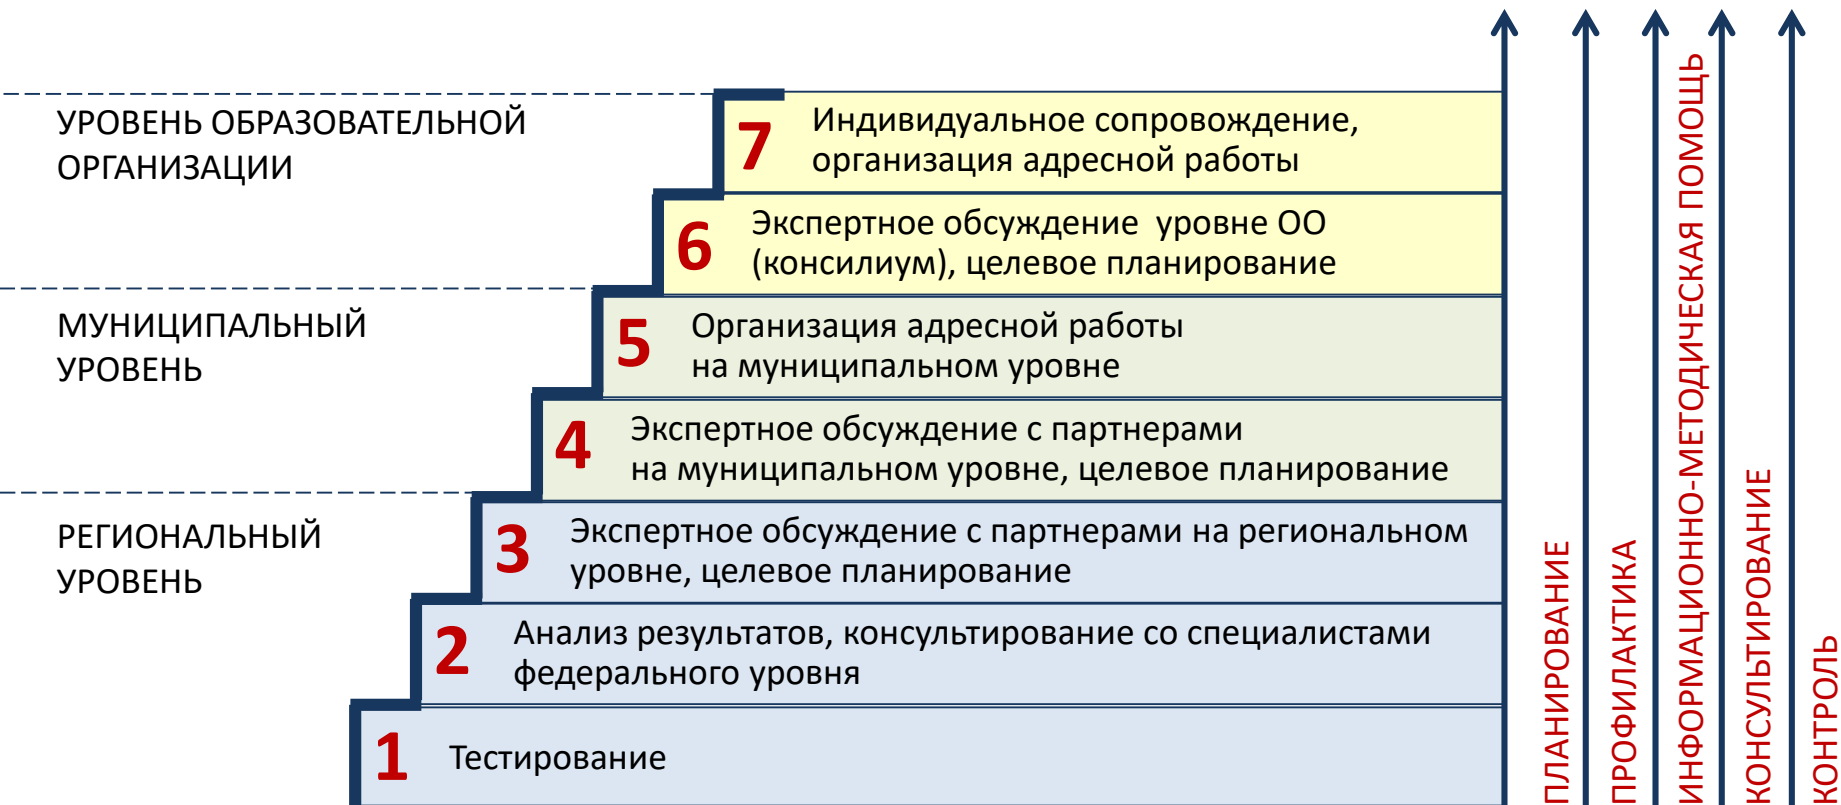 УРОВЕНЬ ОБРАЗОВАТЕЛЬНОЙ
ОРГАНИЗАЦИИ
7
Индивидуальное сопровождение,
организация адресной работы
6
Экспертное обсуждение  уровне ОО
(консилиум), целевое планирование
МУНИЦИПАЛЬНЫЙ
УРОВЕНЬ
5
Организация адресной работы
на муниципальном уровне
4
Экспертное обсуждение с партнерами
на муниципальном уровне, целевое планирование
РЕГИОНАЛЬНЫЙ
УРОВЕНЬ
3
Экспертное обсуждение с партнерами на региональном
уровне, целевое планирование
2
Анализ результатов, консультирование со специалистами
федерального уровня
1
Тестирование
ПЛАНИРОВАНИЕ
ПРОФИЛАКТИКА
ИНФОРМАЦИОННО-МЕТОДИЧЕСКАЯ ПОМОЩЬ
КОНСУЛЬТИРОВАНИЕ
КОНТРОЛЬ